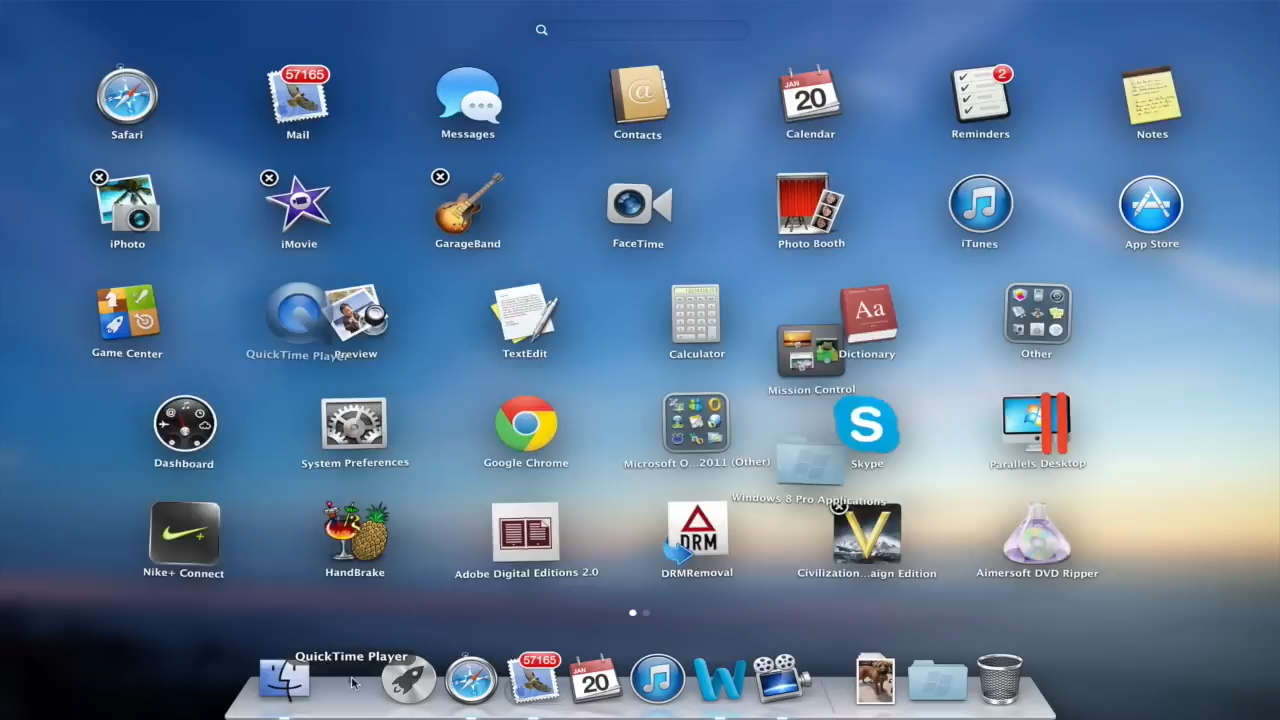 Safari
57165
Mail
Messages
@
Contacts
JAN
20
Calendar
2
Reminders
Notes
iPhoto
iMovie
GarageBand
FaceTime
Photo Booth
iTunes
App Store
Game Center
QuickTime Player
Preview
TextEdit
Calculator
Aa
Dictionary
Mission Control
Other
Dashboard
System Preferences
Google Chrome
Microsoft O...2011 (Other)
S
Skype
Windows 8 Pro Applications
Parallels Desktop
Nike+ Connect
HandBrake
Adobe Digital Editions 2.0
DRM
DRMRemoval
V
Civilization...aign Edition
Aimersoft DVD Ripper
QuickTime Player
57165
JAN
20
W